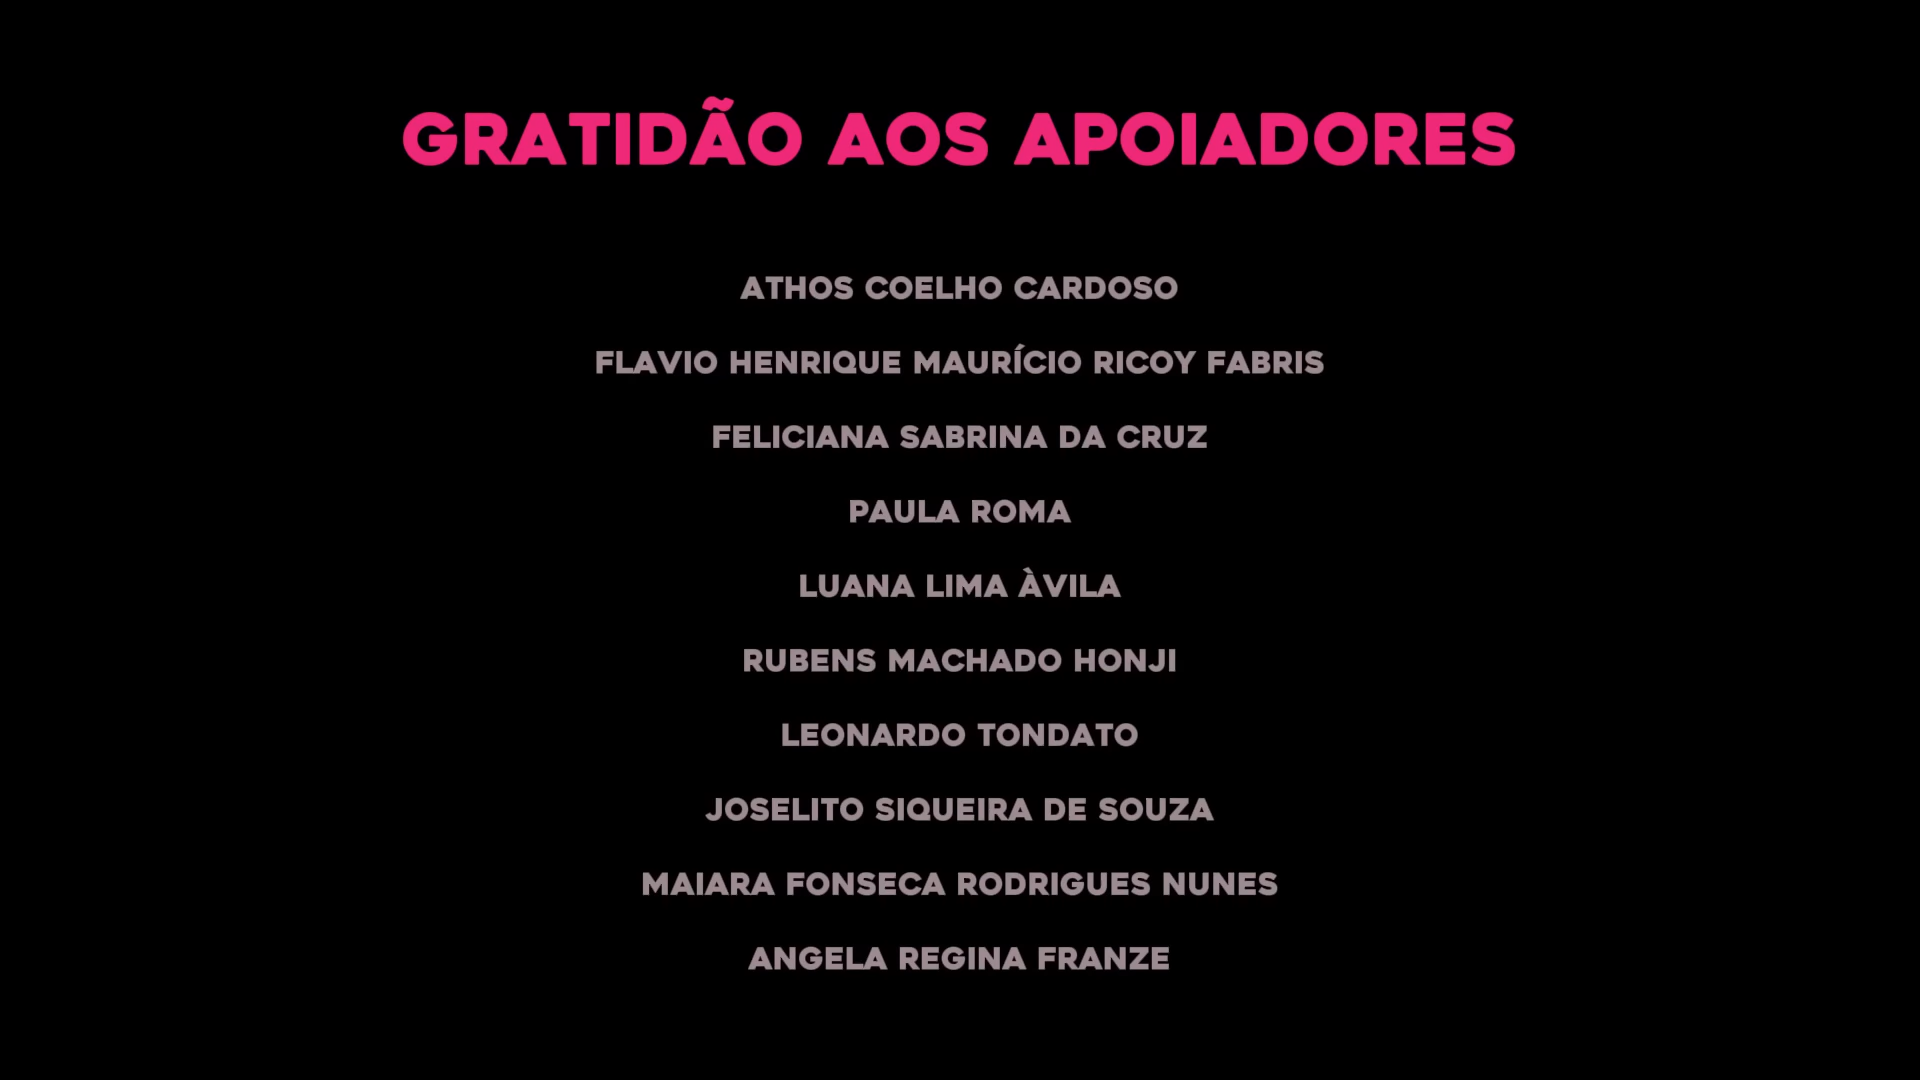 GRATIDÃO AOS APOIADORES
ATHOS COELHO CARDOSO
FLAVIO HENRIQUE MAURÍCIO RICOY FABRIS
FELICIANA SABRINA DA CRUZ
PAULA ROMA
LUANA LIMA ÀVILA
RUBENS MACHADO HONJI
LEONARDO TONDATO
JOSELITO SIQUEIRA DE SOUZA
MAIARA FONSECA RODRIGUES NUNES
ANGELA REGINA FRANZE